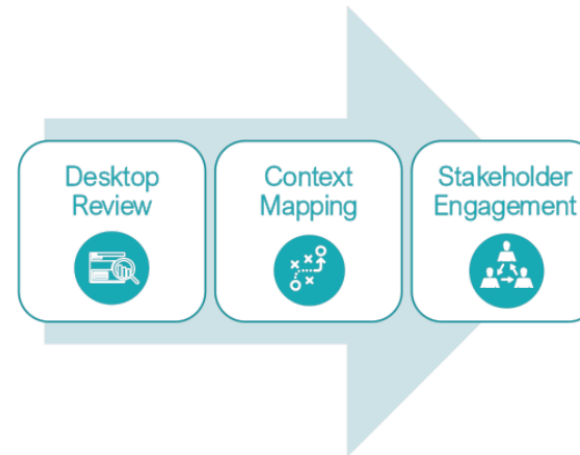 Desktop
Review
Context
Mapping
Stakeholder
Engagement